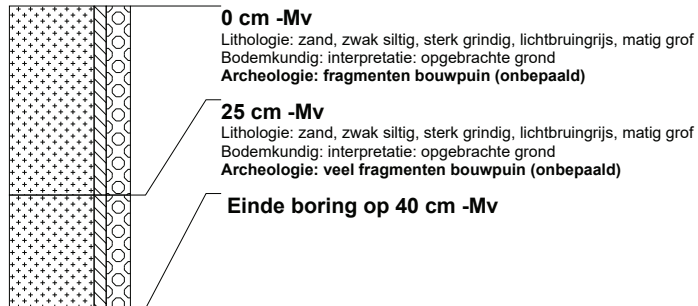 0 cm -Mv
Lithologie: zand, zwak siltig, sterk grindig, lichtbruingrijs, matig grof
Bodemkundig: interpretatie: opgebrachte grond
Archeologie: fragmenten bouwpuin (onbepaald)
25 cm -Mv
Lithologie: zand, zwak siltig, sterk grindig, lichtbruingrijs, matig grof
Bodemkundig: interpretatie: opgebrachte grond
Archeologie: veel fragmenten bouwpuin (onbepaald)
Einde boring op 40 cm -Mv